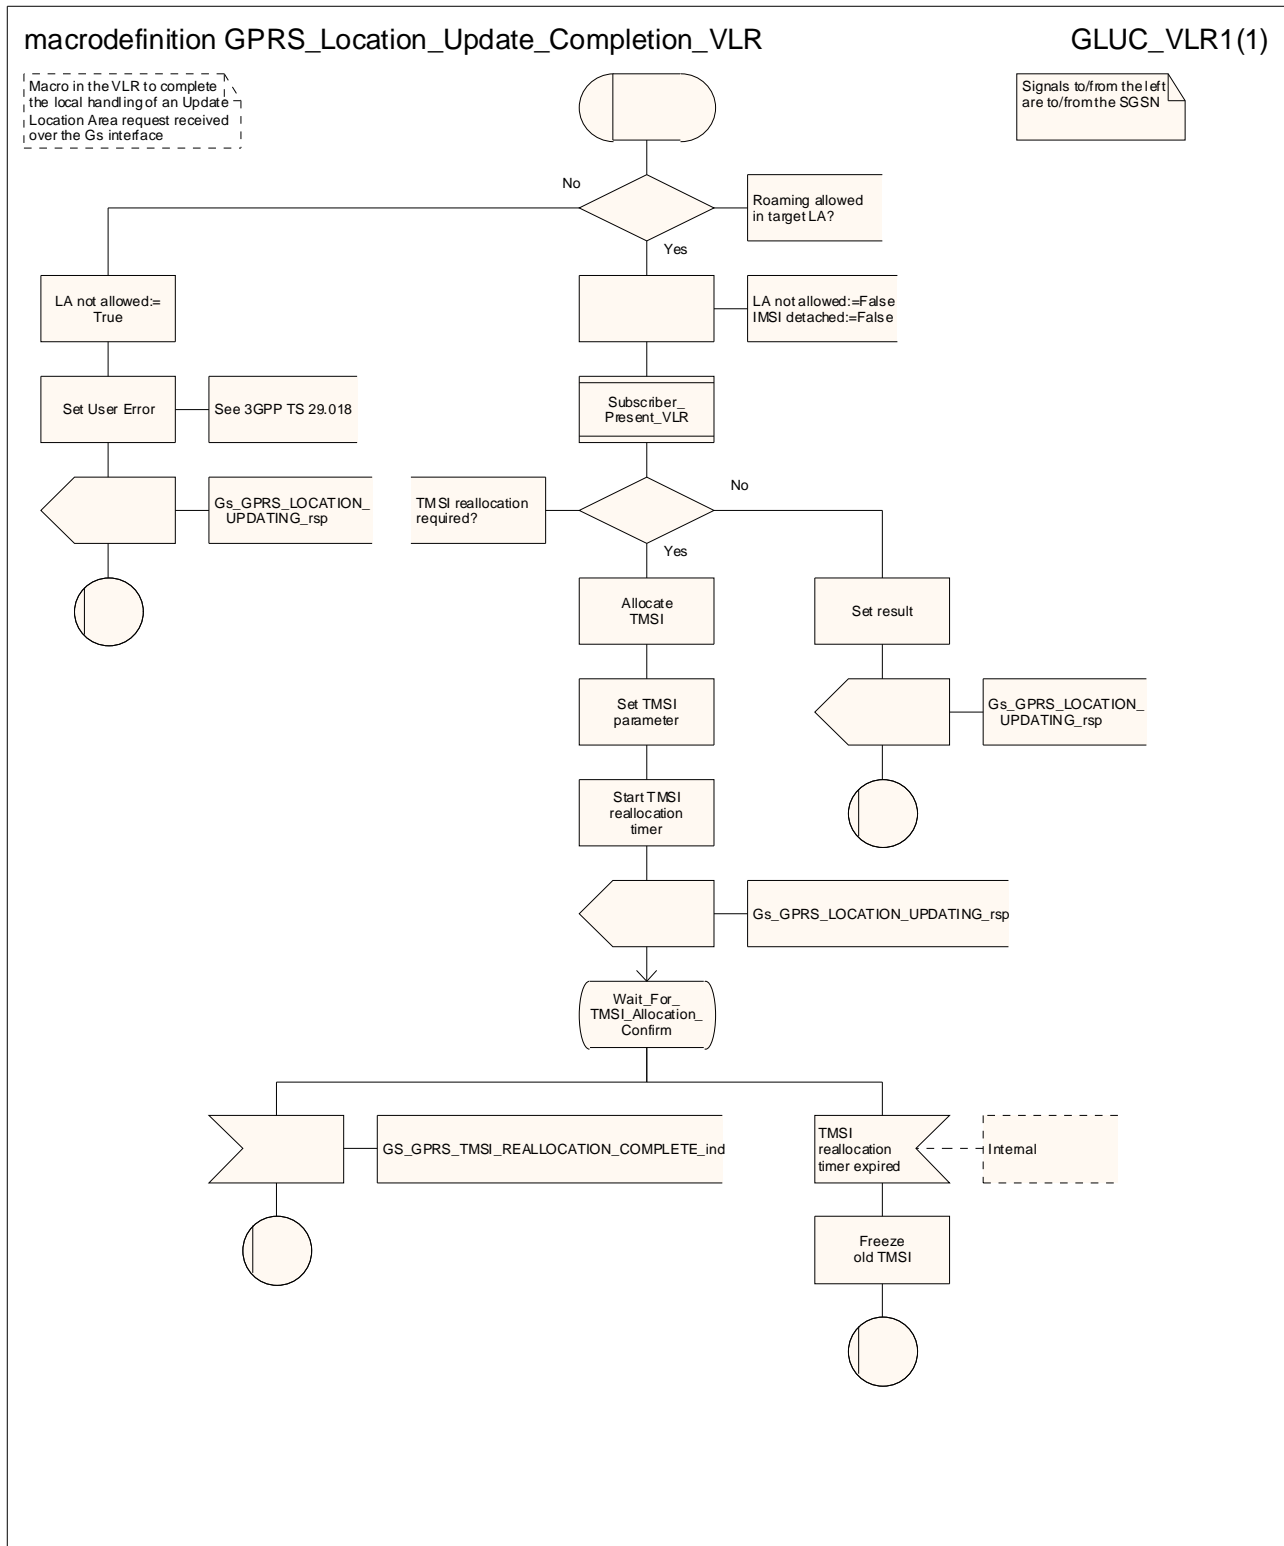 macrodefinition GPRS_Location_Update_Completion_VLR
GLUC_VLR1(1)
Macro in the VLR to complete
the local handling of an Update
Location Area request received
over the Gs interface
Signals to/from the left
are to/from the SGSN
No
Roaming allowed
in target LA?
Yes
LA not allowed:=
True
LA not allowed:=False
IMSI detached:=False
Set User Error
See 3GPP TS 29.018
Subscriber_
Present_VLR
Gs_GPRS_LOCATION_
UPDATING_rsp
TMSI reallocation
required?
No
Yes
Allocate
TMSI
Set result
Set TMSI
parameter
Gs_GPRS_LOCATION_
UPDATING_rsp
Start TMSI
reallocation
timer
Gs_GPRS_LOCATION_UPDATING_rsp
Wait_For_
TMSI_Allocation_
Confirm
GS_GPRS_TMSI_REALLOCATION_COMPLETE_ind
TMSI
reallocation
timer expired
Internal
Freeze
old TMSI